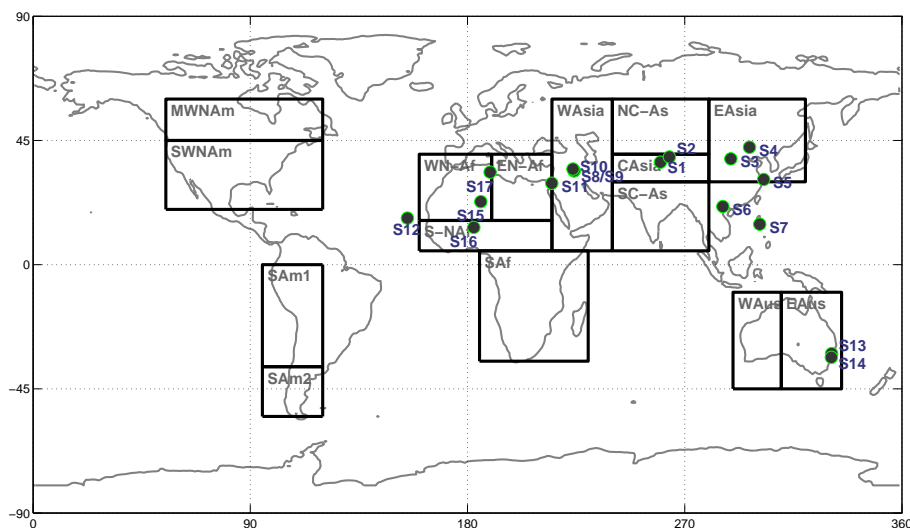 90
MWNAm
WAsia
NC−As
EAsia
45
SWNAm
S2
S4
WN−Af
EN−Af
S10
CAsia
S3
S1
S8/S9
S17
S11
SC−As
S5
S15
S6
S12
S−NAf
S7
S16
0
SAm1
SAf
WAus
EAus
S13
S14
−45
SAm2
−90
0
90
180
270
360